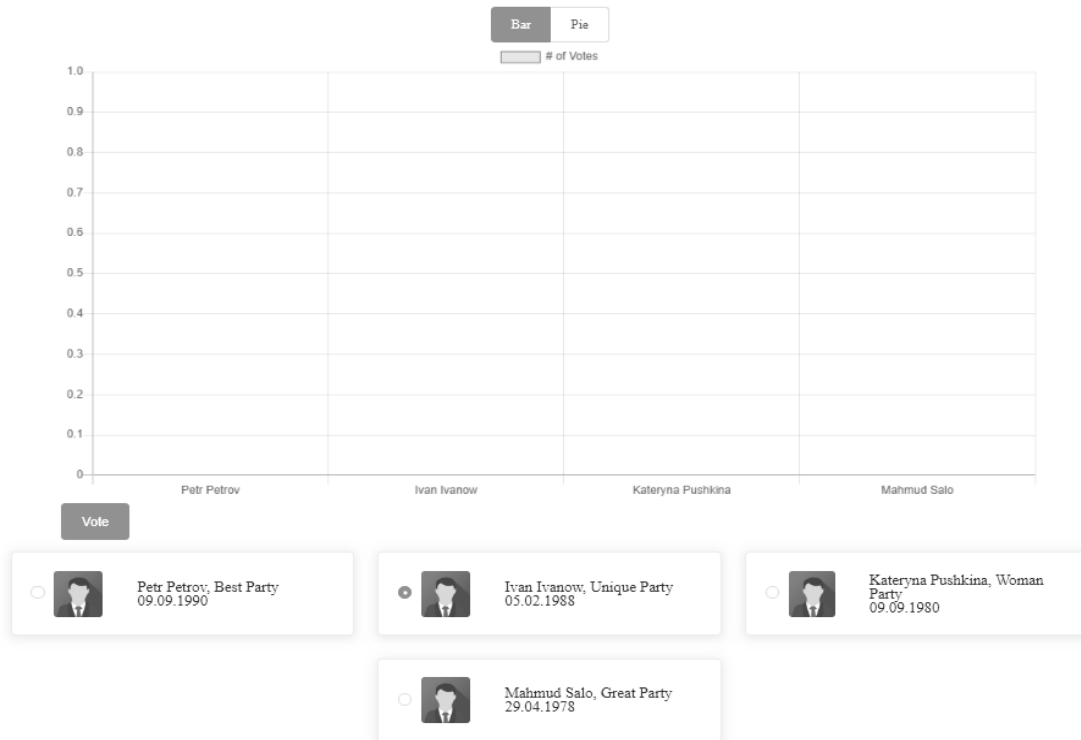 Bar Pie
# of Votes
1.0
0.9
0.8
0.7
0.6
0.5
0.4
0.3
0.2
0.1
0
Petr Petrov Ivan Ivanow Kateryna Pushkina Mahmud Salo
Vote
Petr Petrov, Best Party
09.09.1990
Ivan Ivanow, Unique Party
05.02.1988
Kateryna Pushkina, Woman
Party
09.09.1980
Mahmud Salo, Great Party
29.04.1978